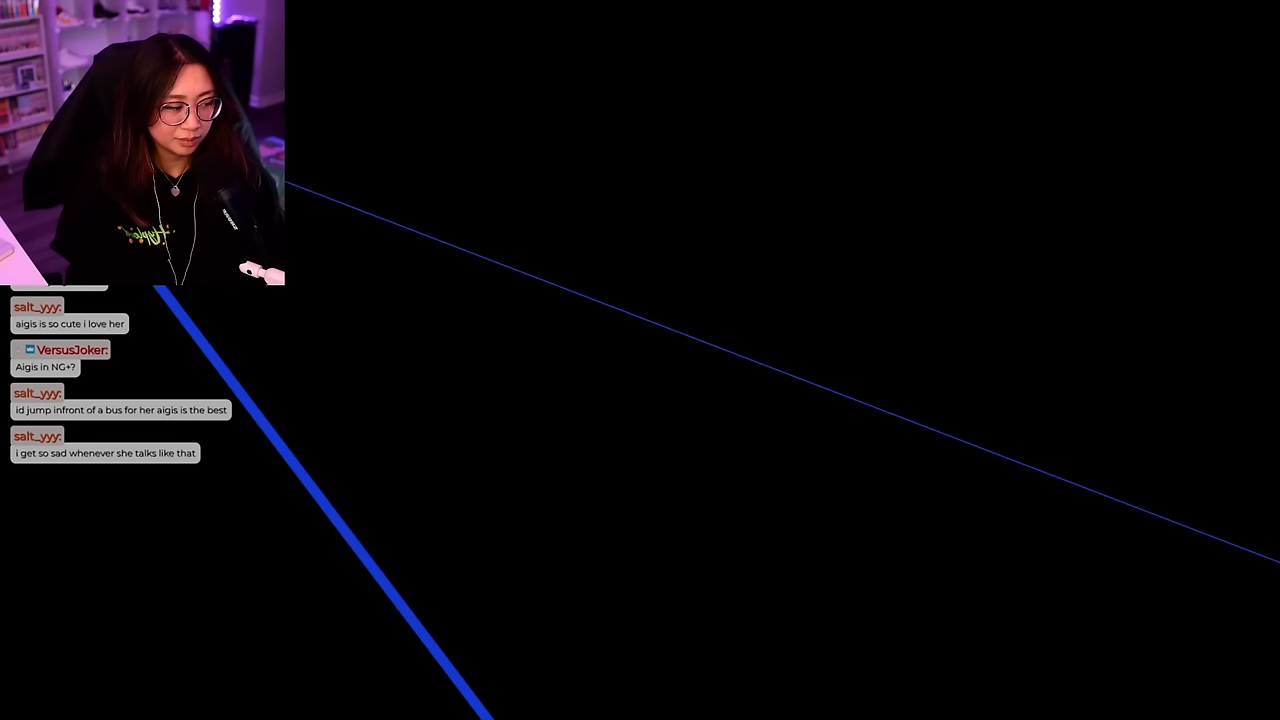 salt_yyy:
aigis is so cute i love her
VersusJoker:
Aigis in NG+?
salt_yyy:
id jump infront of a bus for her aigis is the best
salt_yyy:
i get so sad whenever she talks like that